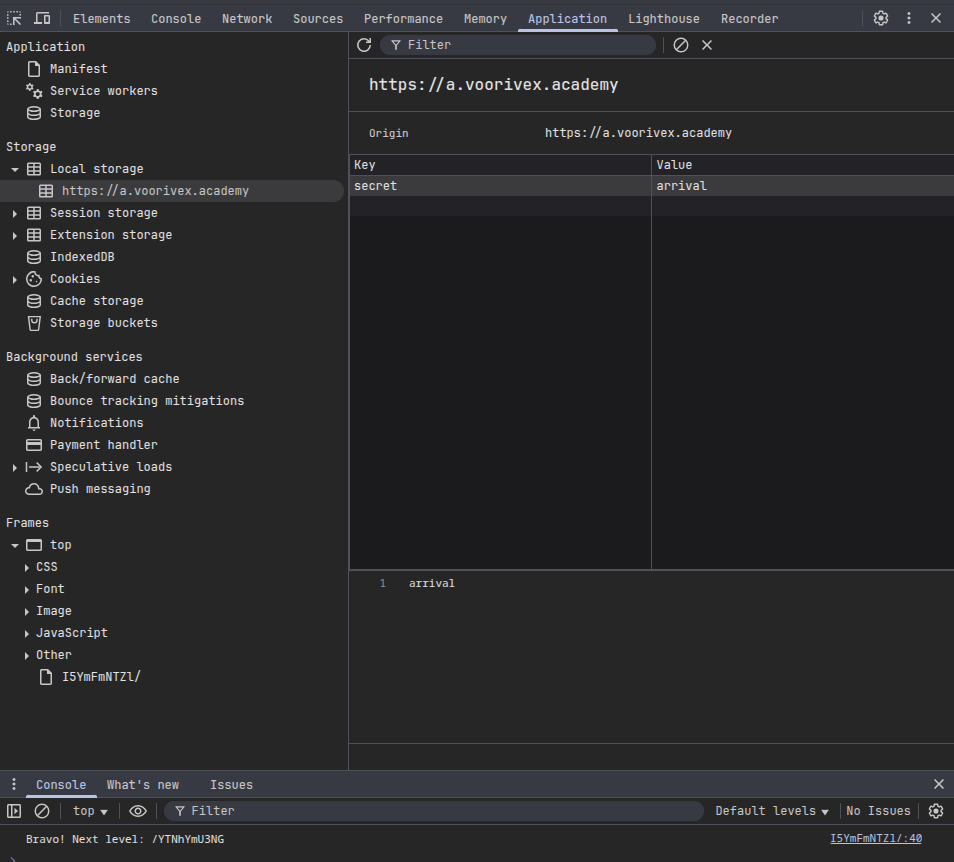 Elements Console Network Sources Performance Memory Application Lighthouse Recorder
Application
Manifest
Service workers
Storage
Storage
Local storage
https://a.voorivex.academy
Session storage
Extension storage
IndexedDB
Cookies
Cache storage
Storage buckets
Background services
Back/forward cache
Bounce tracking mitigations
Notifications
Payment handler
Speculative loads
Push messaging
Frames
top
CSS
Font
Image
JavaScript
Other
I5YmFmNTZl/
Filter
https://a.voorivex.academy
Origin https://a.voorivex.academy
Key Value
secret arrival
1 arrival
Console What's new Issues
top Filter Default levels No Issues
Bravo! Next level: /YTNhYmU3NG I5YmFmNTZl/:40